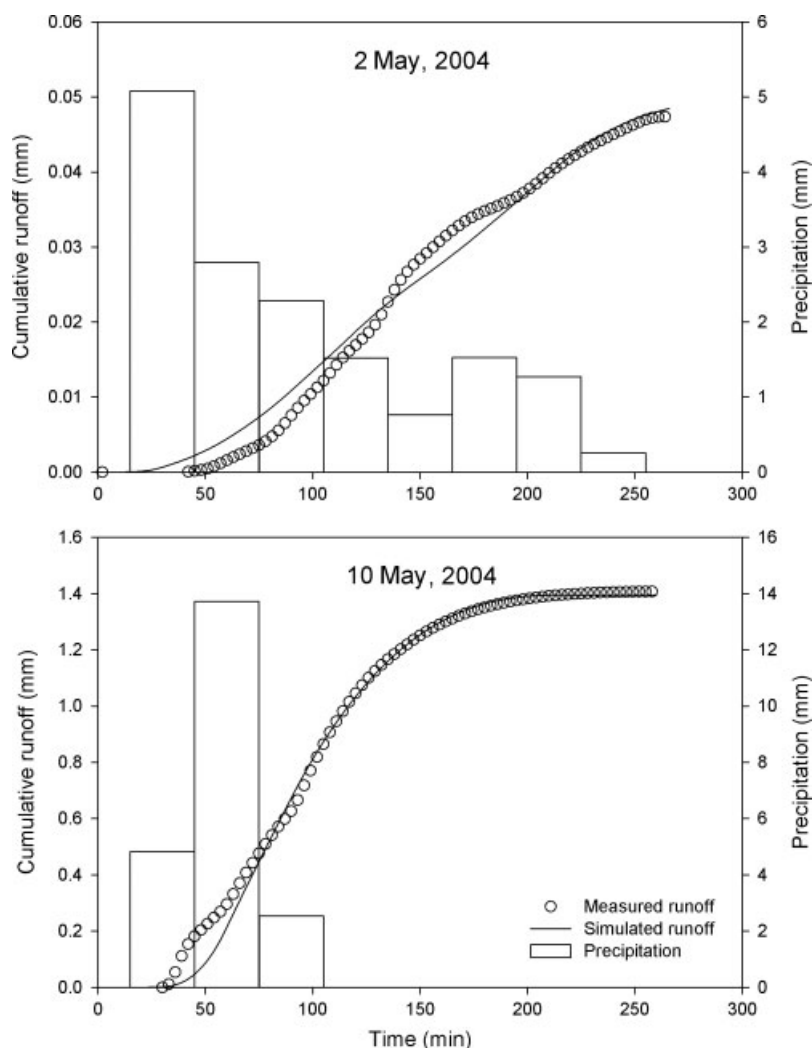 2 May, 2004
Cumulative runoff (mm)
0.06
0.05
0.04
0.03
0.02
0.01
0.00
Precipitation (mm)
6
5
4
3
2
1
0
0 50 100 150 200 250 300
10 May, 2004
Cumulative runoff (mm)
1.6
1.4
1.2
1.0
0.8
0.6
0.4
0.2
0.0
Precipitation (mm)
16
14
12
10
8
6
4
2
0
Measured runoff
Simulated runoff
Precipitation
0 50 100 150 200 250 300
Time (min)